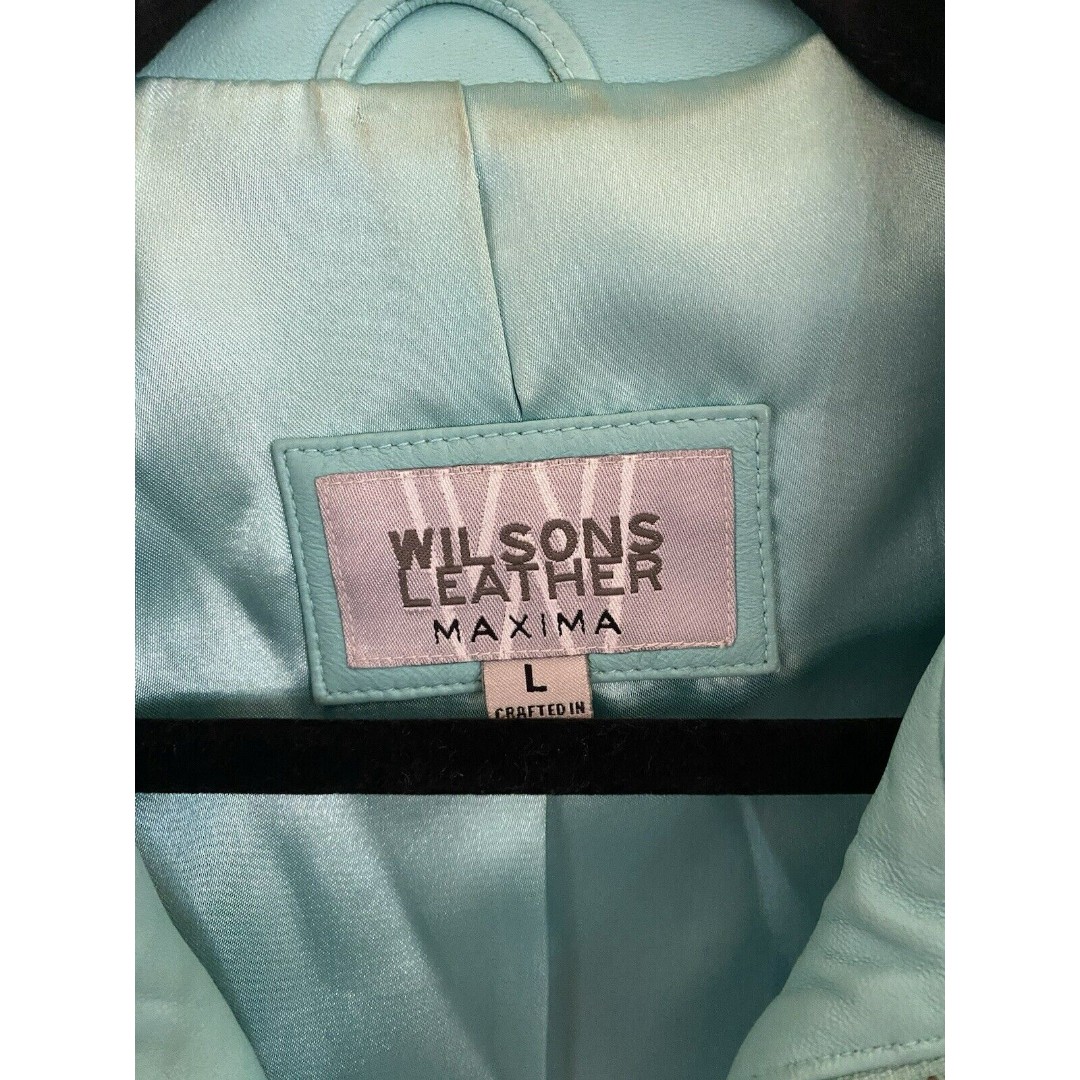 WILSONS
LEATHER
MAXIMA
L
CRAFTED IN